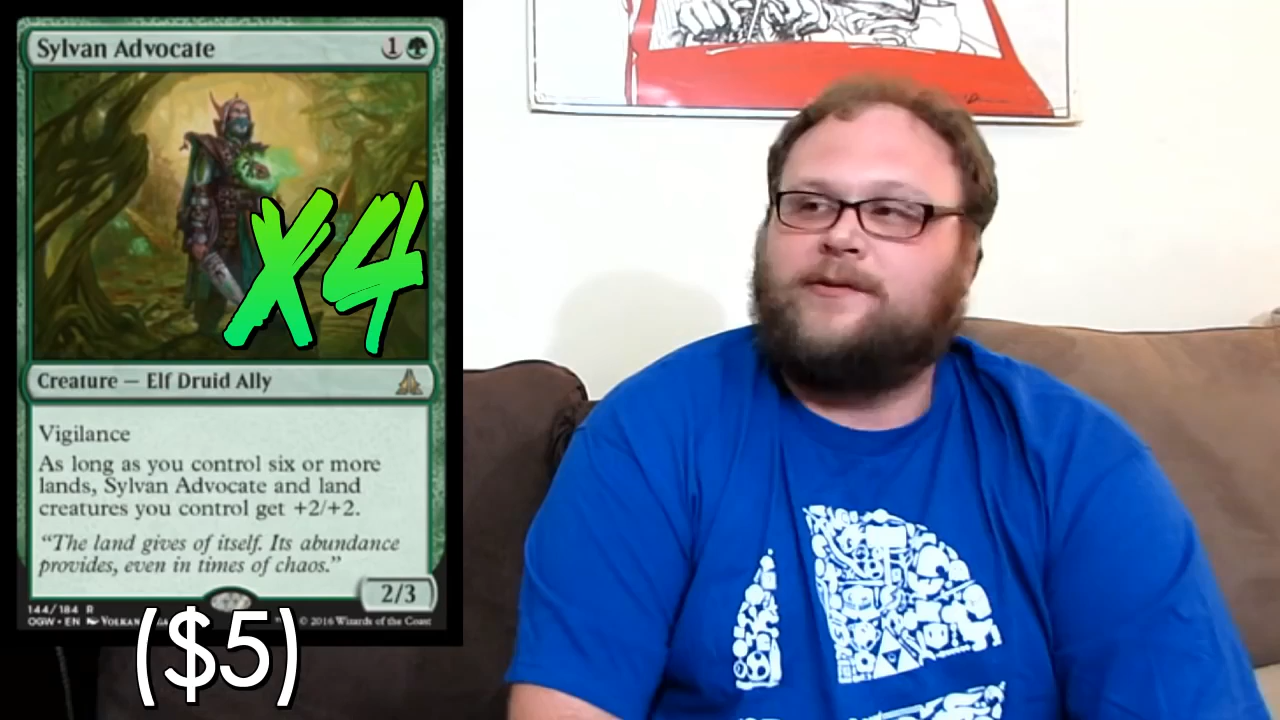 Sylvan Advocate 1
X4
Creature — Elf Druid Ally
Vigilance
As long as you control six or more
lands, Sylvan Advocate and land
creatures you control get +2/+2.
“The land gives of itself. Its abundance
provides, even in times of chaos.”
2/3
144/184 R
OGW • EN VOLKAN © 2016 Wizards of the Coast
($5)